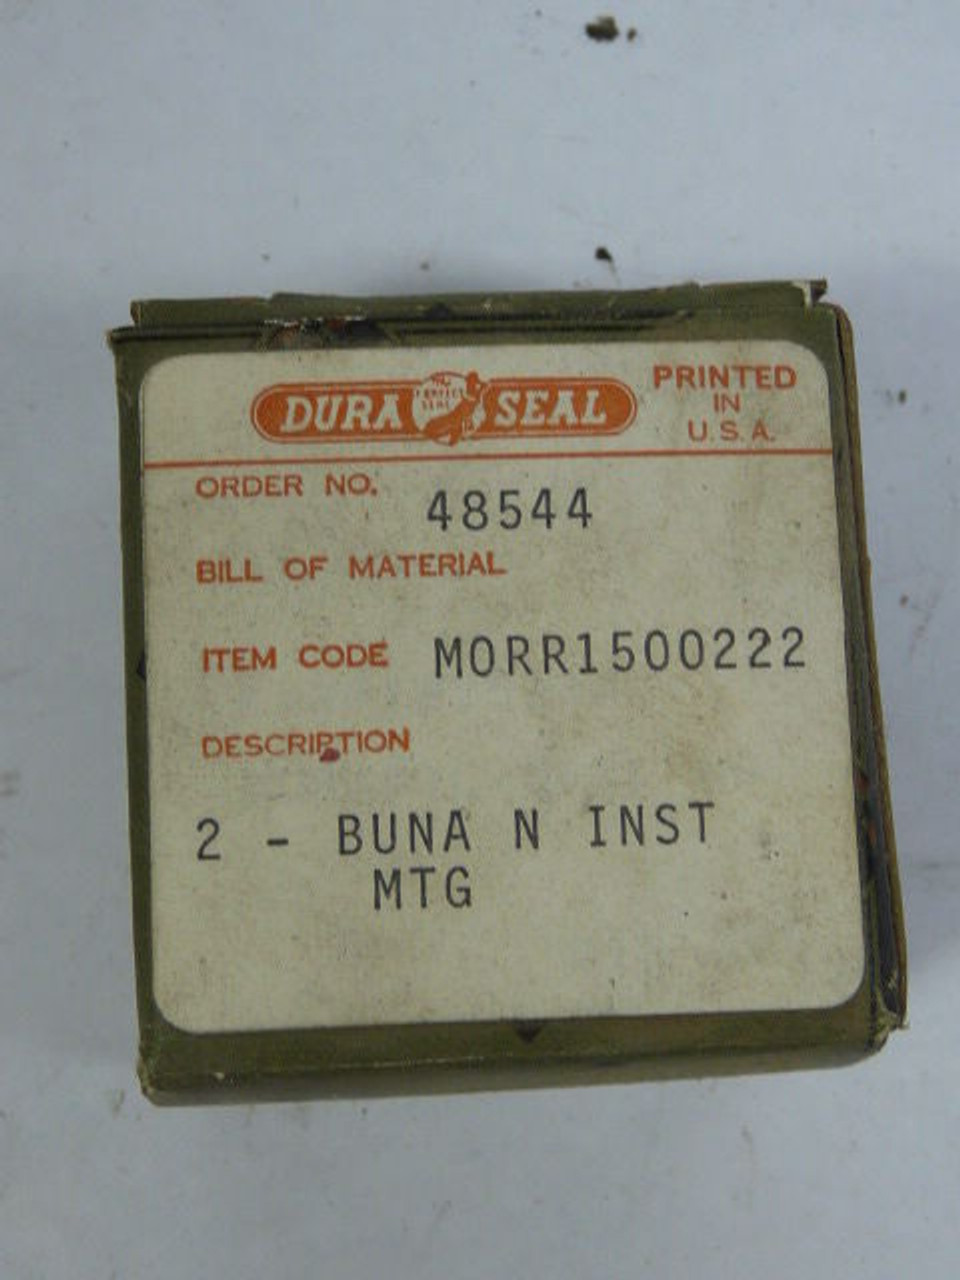 DURA SEAL
PRINTED
IN
U.S.A.
ORDER NO. 48544
BILL OF MATERIAL
ITEM CODE MORR1500222
DESCRIPTION
2 - BUNA N INST
MTG